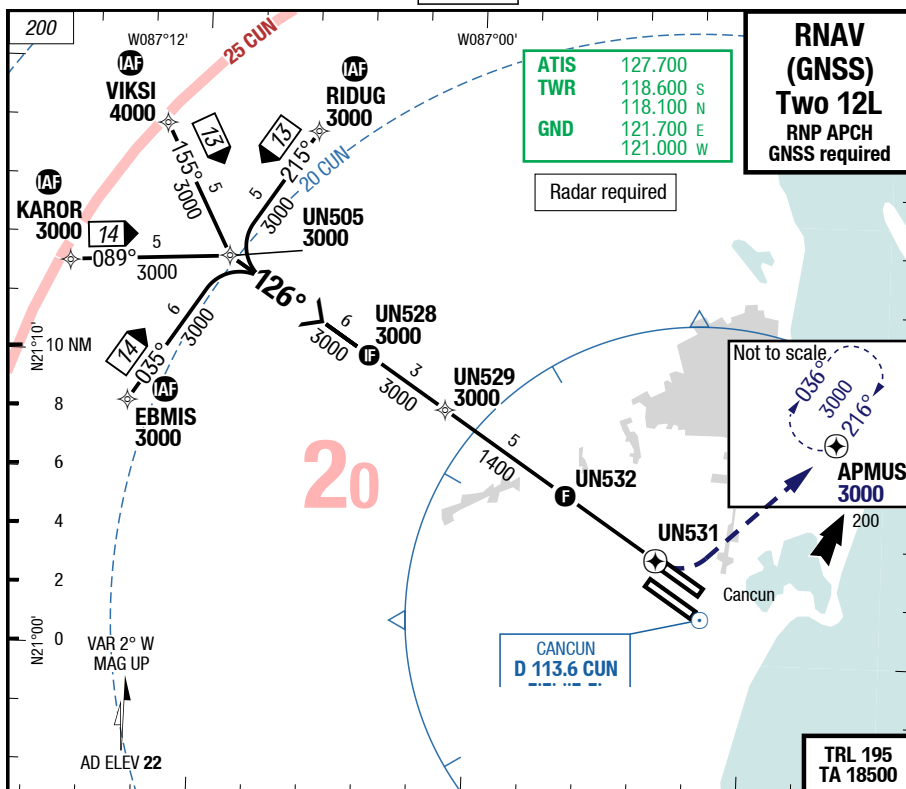 200
W087°12'
W087°00'
25 CUN
20 CUN
RNAV
(GNSS)
Two 12L
RNP APCH
GNSS required
ATIS 127.700
TWR 118.600 S
118.100 N
GND 121.700 E
121.000 W
Radar required
IAF
VIKSI
4000
13
155°
5
3000
IAF
RIDUG
3000
13
215°
5
3000
IAF
KAROR
3000
14
089°
5
3000
UN505
3000
14
035°
6
3000
IAF
EBMIS
3000
126°
6
3000
IF
UN528
3000
3
3000
UN529
3000
5
1400
F
UN532
UN531
20
Not to scale
036°
3000
216°
APMUS
3000
200
Cancun
CANCUN
D 113.6 CUN
N21°10'
10 NM
8
6
4
2
0
N21°00'
VAR 2° W
MAG UP
AD ELEV 22
TRL 195
TA 18500